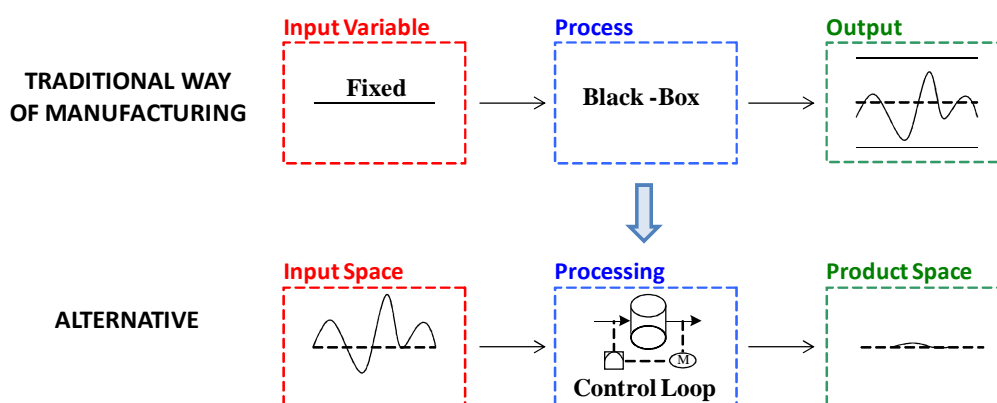 Input Variable
Process
Output
TRADITIONAL WAY
OF MANUFACTURING
Fixed
Black -Box
Input Space
Processing
Product Space
ALTERNATIVE
M
Control Loop